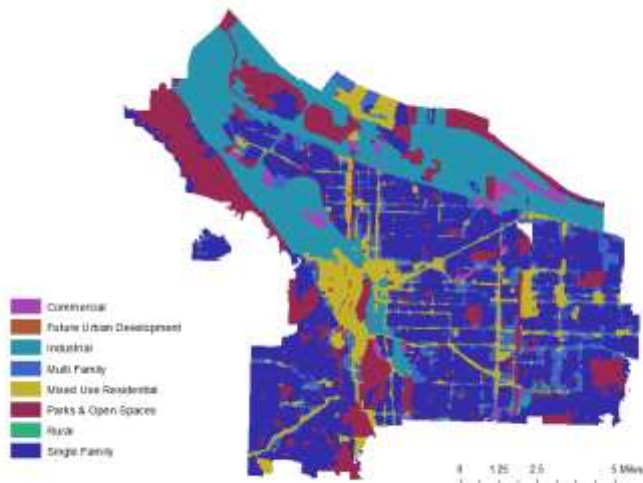 Commercial
Future Urban Development
Industrial
Multi Family
Mixed Use Residential
Parks & Open Spaces
Rural
Single Family
0 1.25 2.5 5 Miles